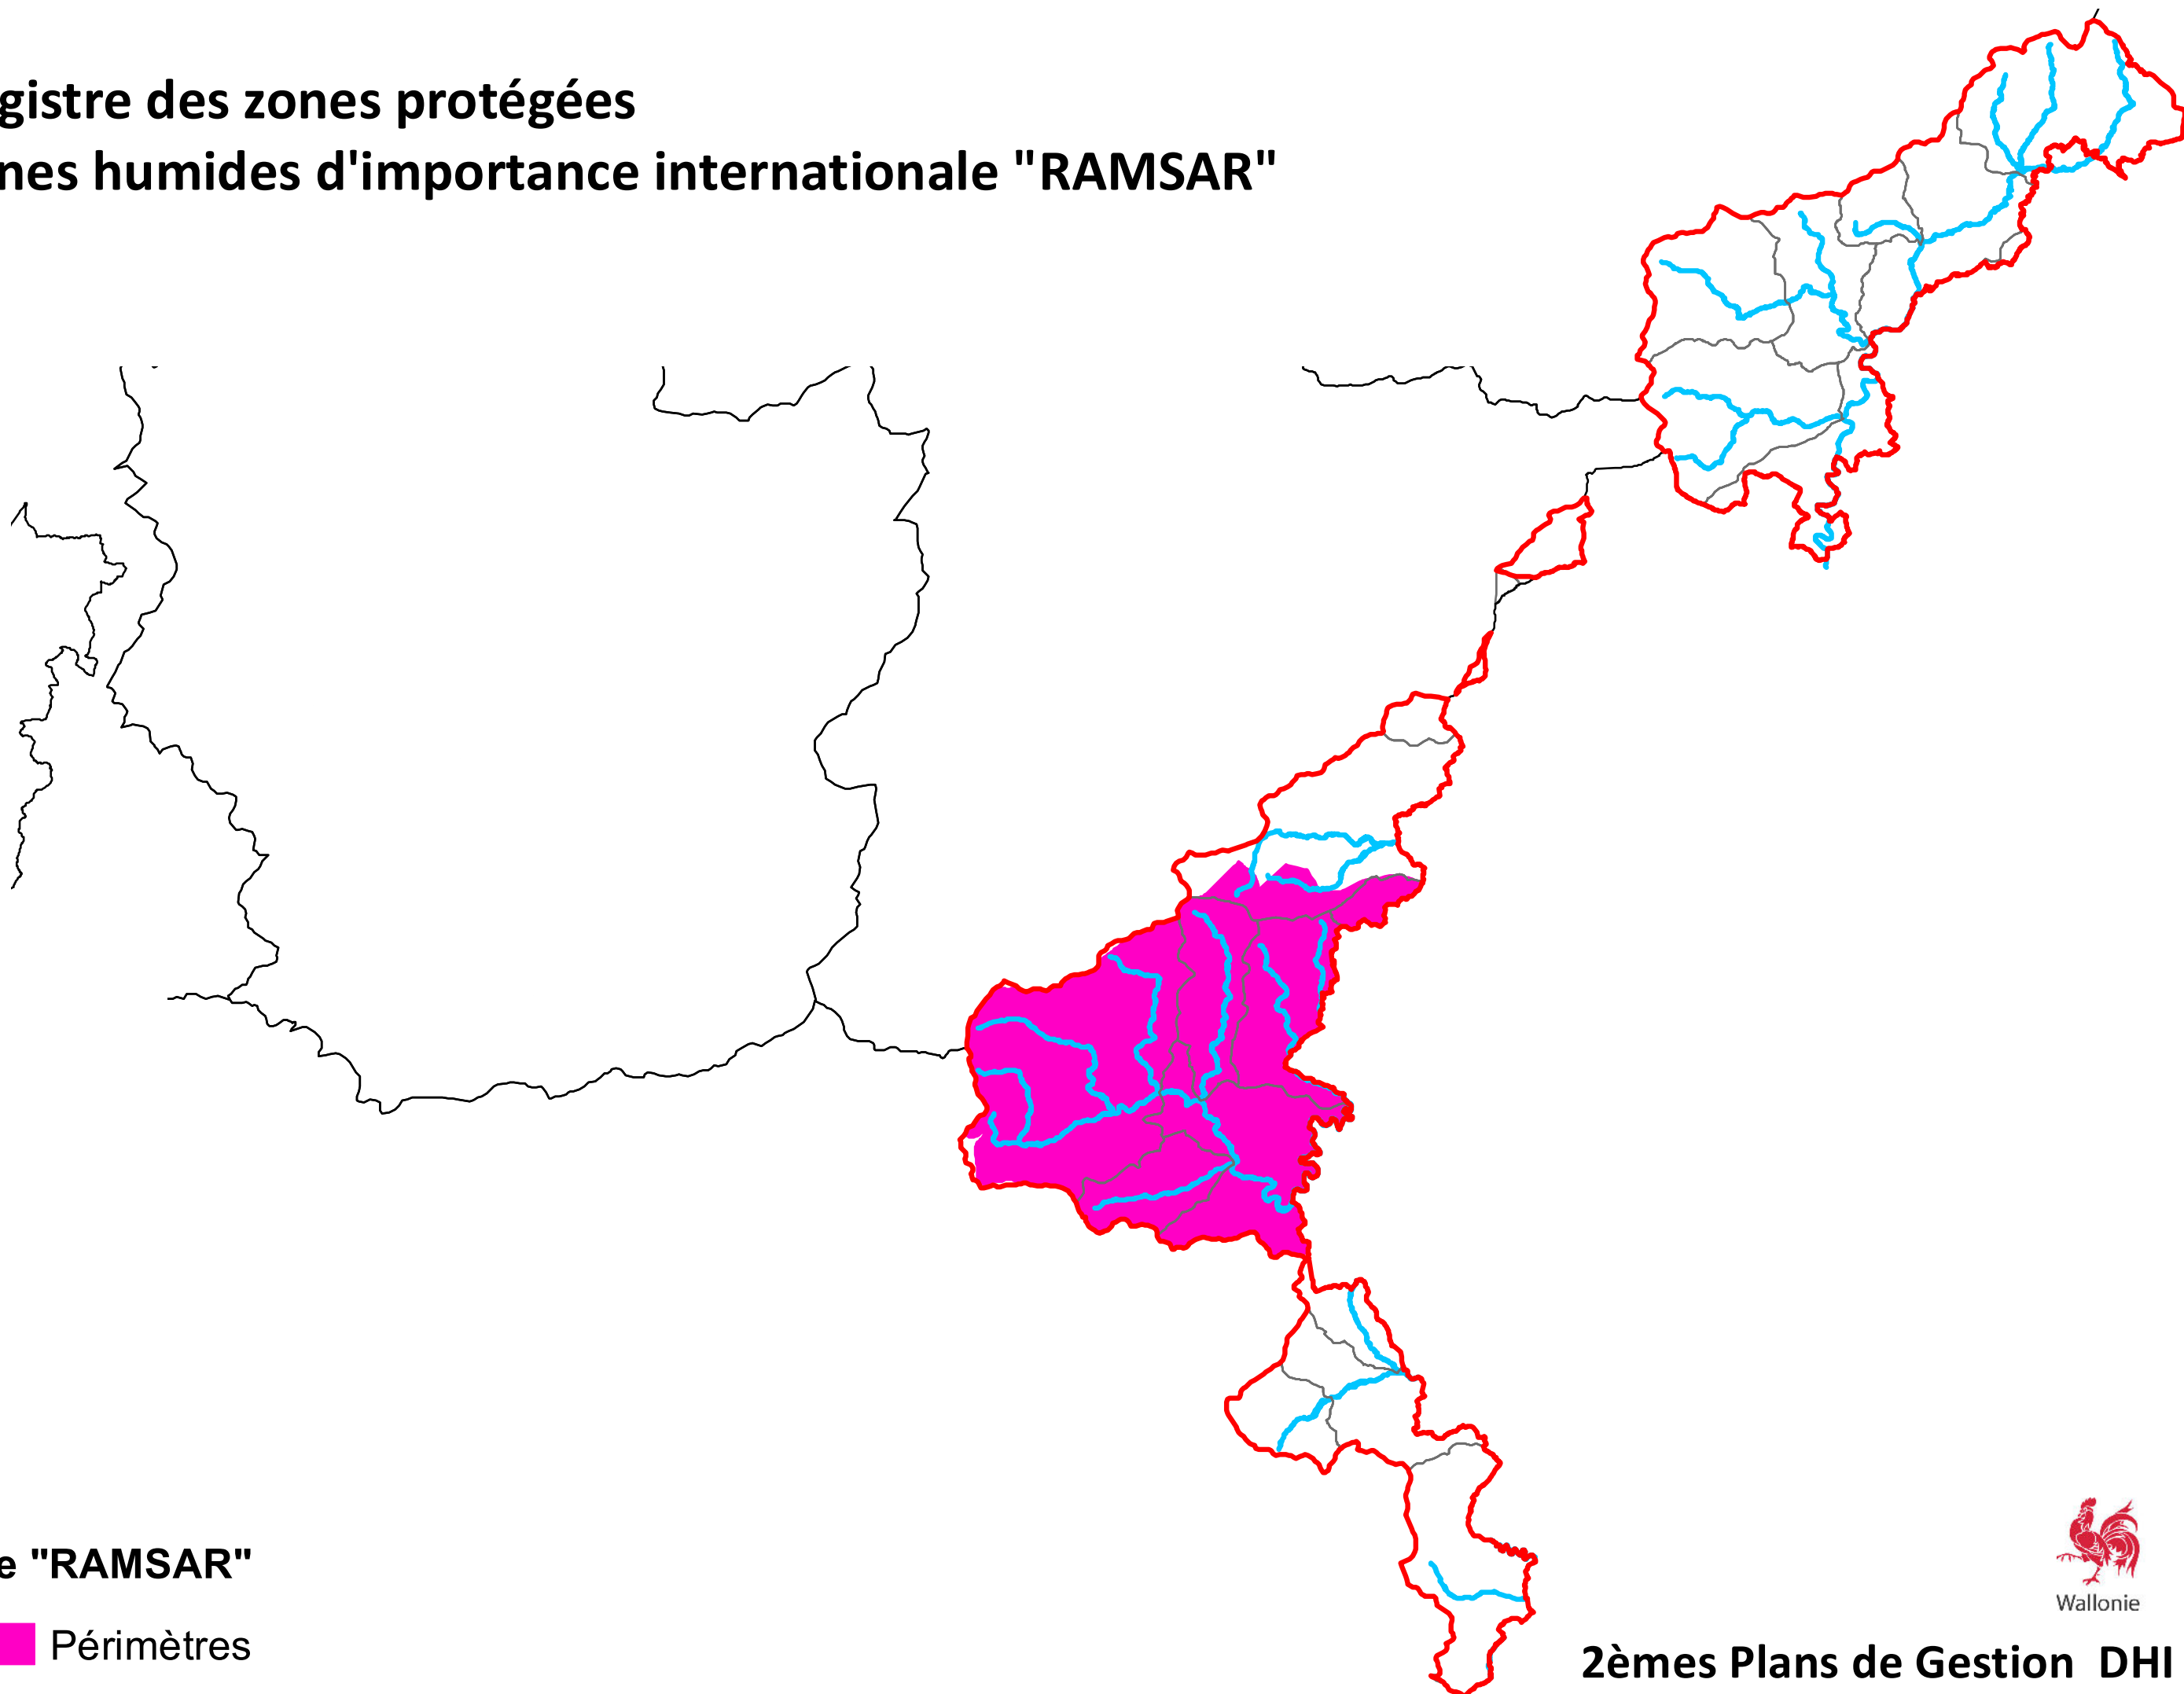 gistre des zones protégées
nes humides d'importance internationale "RAMSAR"
e "RAMSAR"
Périmètres
Wallonie
2èmes Plans de Gestion DHI